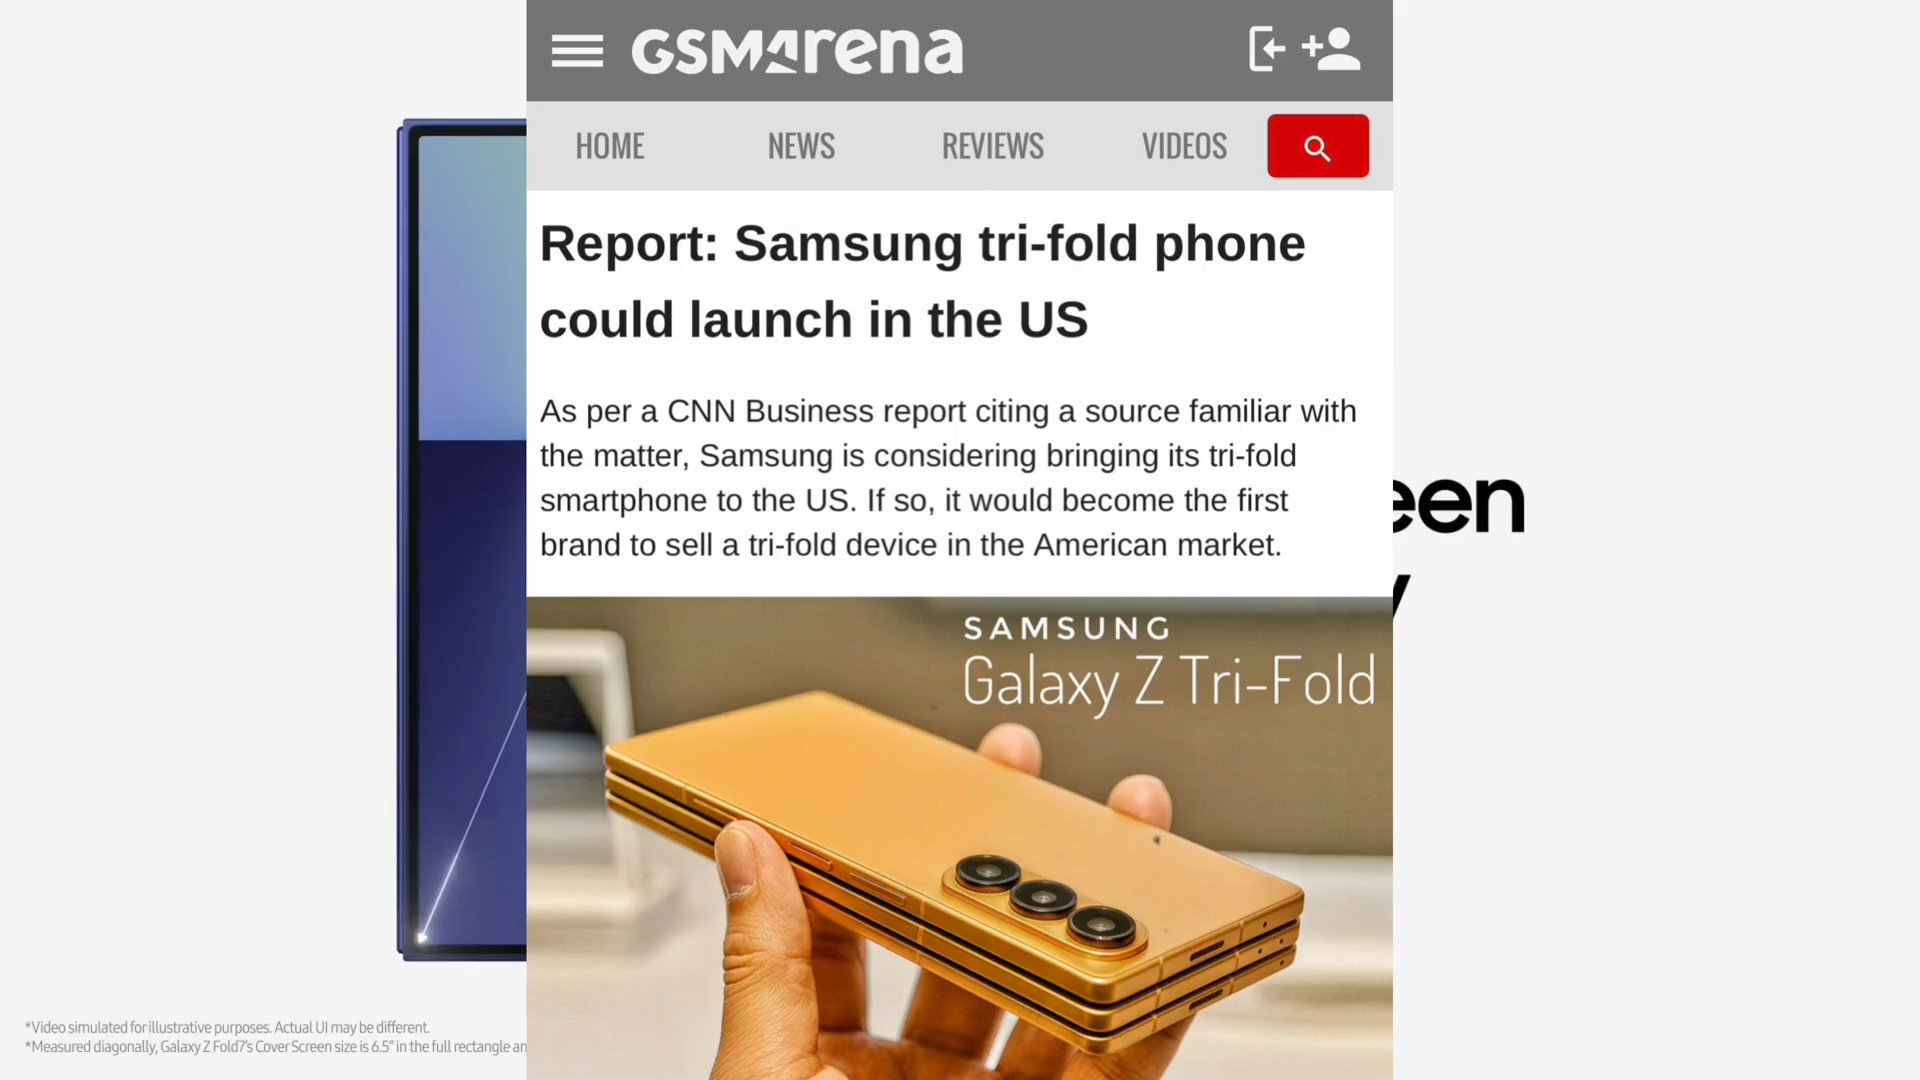 GSMArena
HOME NEWS REVIEWS VIDEOS
Report: Samsung tri-fold phone
could launch in the US
As per a CNN Business report citing a source familiar with
the matter, Samsung is considering bringing its tri-fold
smartphone to the US. If so, it would become the first
brand to sell a tri-fold device in the American market.
een
SAMSUNG
Galaxy Z Tri-Fold
*Video simulated for illustrative purposes. Actual UI may be different.
*Measured diagonally, Galaxy Z Fold7's Cover Screen size is 6.5" in the full rectangle an